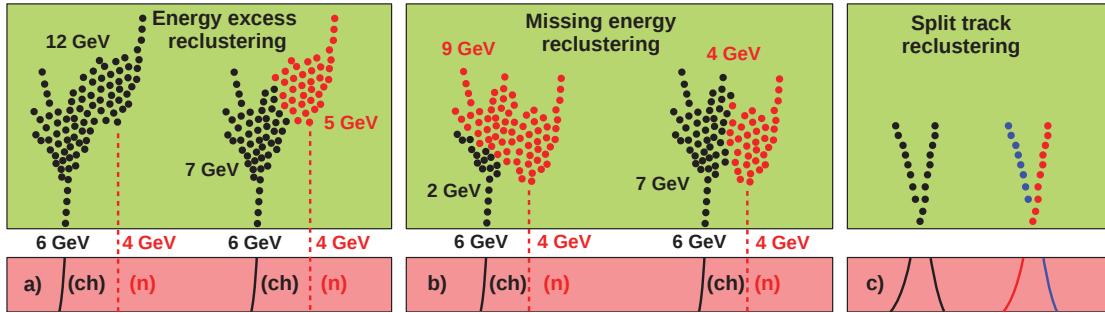 Energy excess
reclustering
12 GeV
5 GeV
7 GeV
6 GeV 4 GeV
6 GeV 4 GeV
a) (ch) (n)
(ch) (n)
Missing energy
reclustering
9 GeV
4 GeV
2 GeV
7 GeV
6 GeV 4 GeV
6 GeV 4 GeV
b) (ch) (n)
(ch) (n)
Split track
reclustering
c)